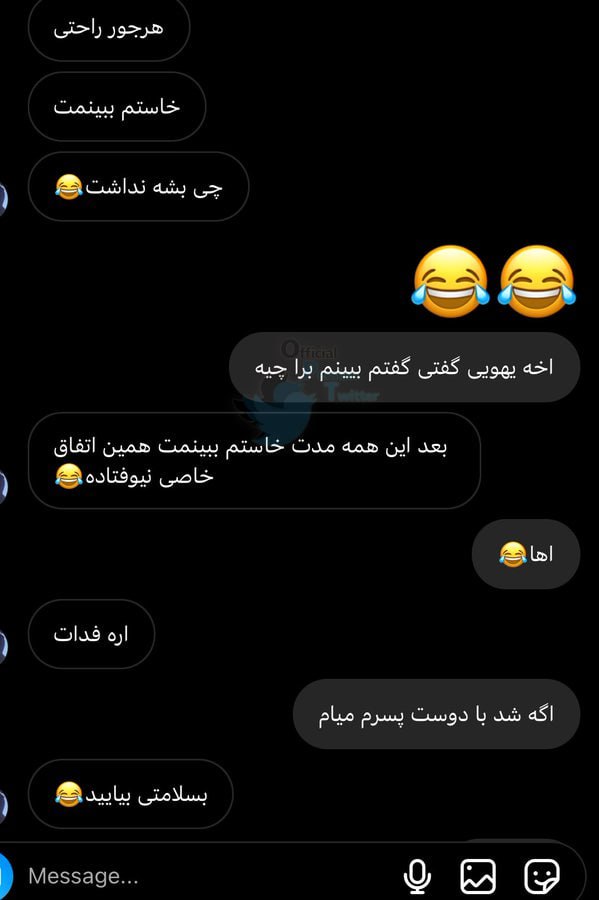 هرجور راحتی
خاستم ببینمت
چی بشه نداشت😂
😂😂
Official
Twitter
اخه یهویی گفتی گفتم ببینم برا چیه
بعد این همه مدت خاستم ببینمت همین اتفاق
خاصی نیوفتاده😂
اها😂
اره فدات
اگه شد با دوست پسرم میام
بسلامتی بیایید😂
Message...